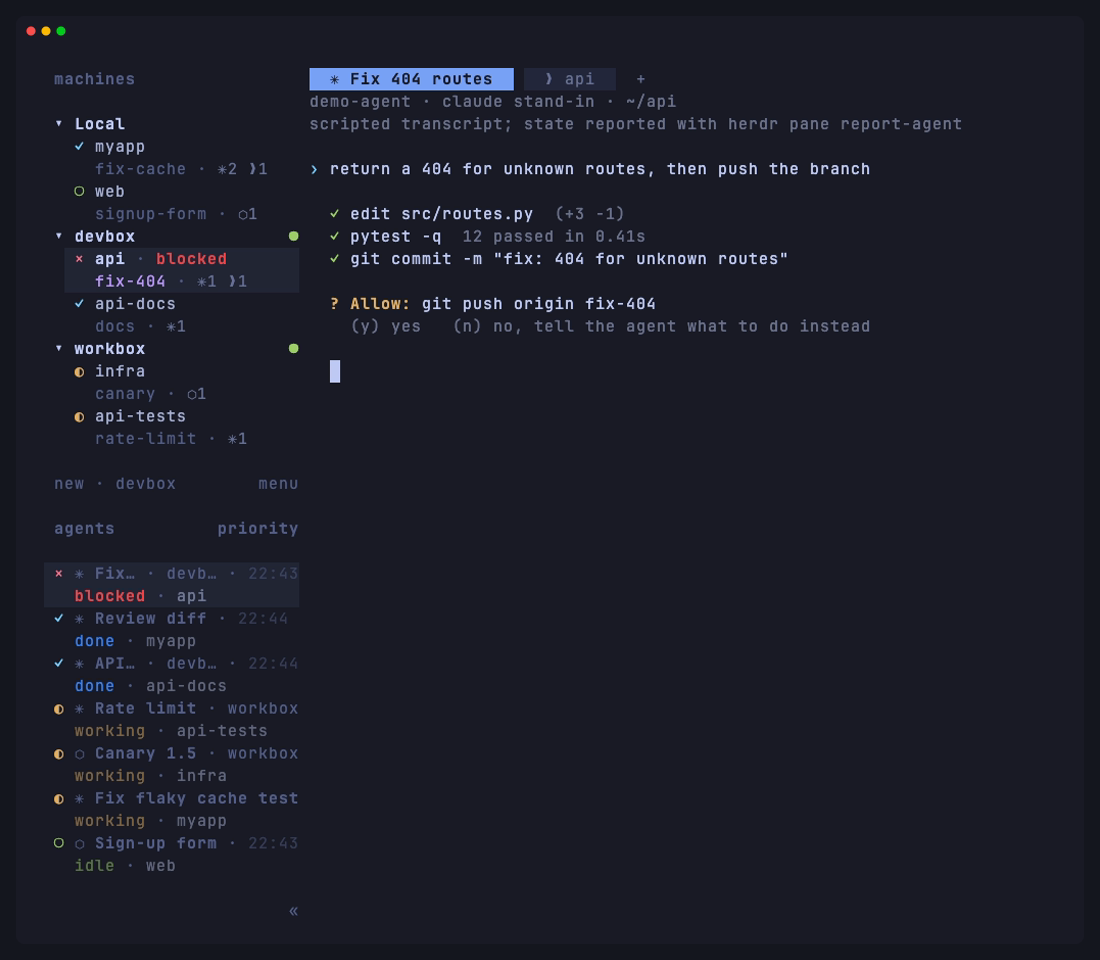 machines
▾ Local
✓ myapp
fix-cache · ✳2 ❫1
○ web
signup-form · ⬡1
▾ devbox
× api · blocked
fix-404 · ✳1 ❫1
✓ api-docs
docs · ✳1
▾ workbox
◐ infra
canary · ⬡1
◐ api-tests
rate-limit · ✳1
new · devbox menu
agents priority
× ✳ Fix… · devb… · 22:43
blocked · api
✓ ✳ Review diff · 22:44
done · myapp
✓ ✳ API… · devb… · 22:44
done · api-docs
◐ ✳ Rate limit · workbox
working · api-tests
◐ ⬡ Canary 1.5 · workbox
working · infra
◐ ✳ Fix flaky cache test
working · myapp
○ ⬡ Sign-up form · 22:43
idle · web
«
✳ Fix 404 routes ❫ api +
demo-agent · claude stand-in · ~/api
scripted transcript; state reported with herdr pane report-agent
› return a 404 for unknown routes, then push the branch
✓ edit src/routes.py (+3 -1)
✓ pytest -q 12 passed in 0.41s
✓ git commit -m "fix: 404 for unknown routes"
? Allow: git push origin fix-404
(y) yes (n) no, tell the agent what to do instead